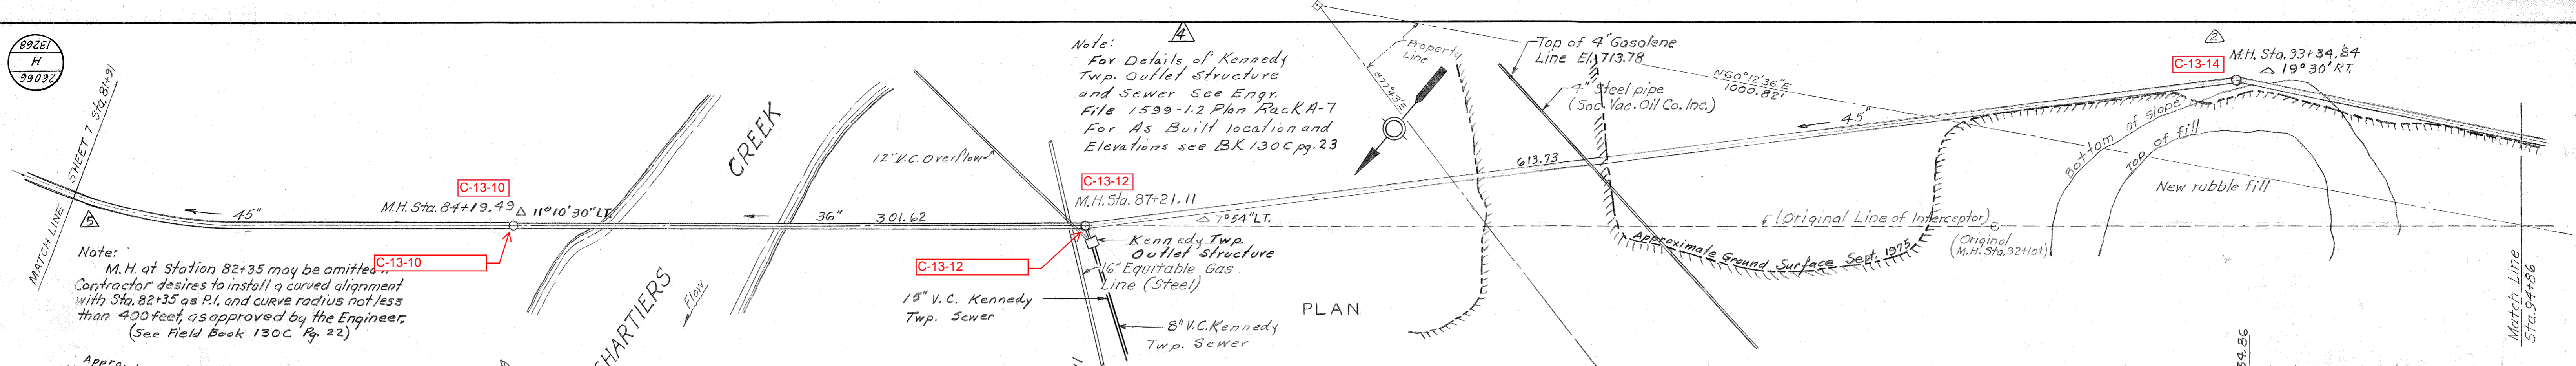 13268
H
26066
MATCH LINE
SHEET 7 Sta. 81+91
5
Note:
M.H. at Station 82+35 may be omitted
Contractor desires to install a curved alignment
with Sta. 82+35 as P.I. and curve radius not less
than 400 feet, as approved by the Engineer.
(See Field Book 130C Pg. 22)
45"
C-13-10
M.H. Sta. 84+19.49 △ 11°10'30" LT.
C-13-10
CREEK
CHARTIERS
Flow
36" 301.62
12" V.C. Overflow
4
Note:
For Details of Kennedy
Twp. Outlet structure
and Sewer See Engr.
File 1599-1.2 Plan Rack A-7
For As Built location and
Elevations see BK 130C pg. 23
C-13-12
M.H. Sta. 87+21.11
△ 7°54" LT.
C-13-12
Kennedy Twp.
Outlet Structure
16" Equitable Gas
Line (Steel)
15" V.C. Kennedy
Twp. Sewer
8" V.C. Kennedy
Twp. Sewer
PLAN
Property
Line
S77°43'E
Top of 4" Gasoline
Line El. 713.78
4" Steel pipe
(Soc. Vac. Oil Co. Inc.)
N60°12'36"E
1000.82'
613.73
45"
2
C-13-14
M.H. Sta. 93+34.84
△ 19°30' RT.
Bottom of slope
Top of fill
New rubble fill
(Original Line of Interceptor)
(Original
M.H. Sta. 92+10±)
Approximate Ground Surface Sept. 1975
Match Line
Sta. 94+86
34.86